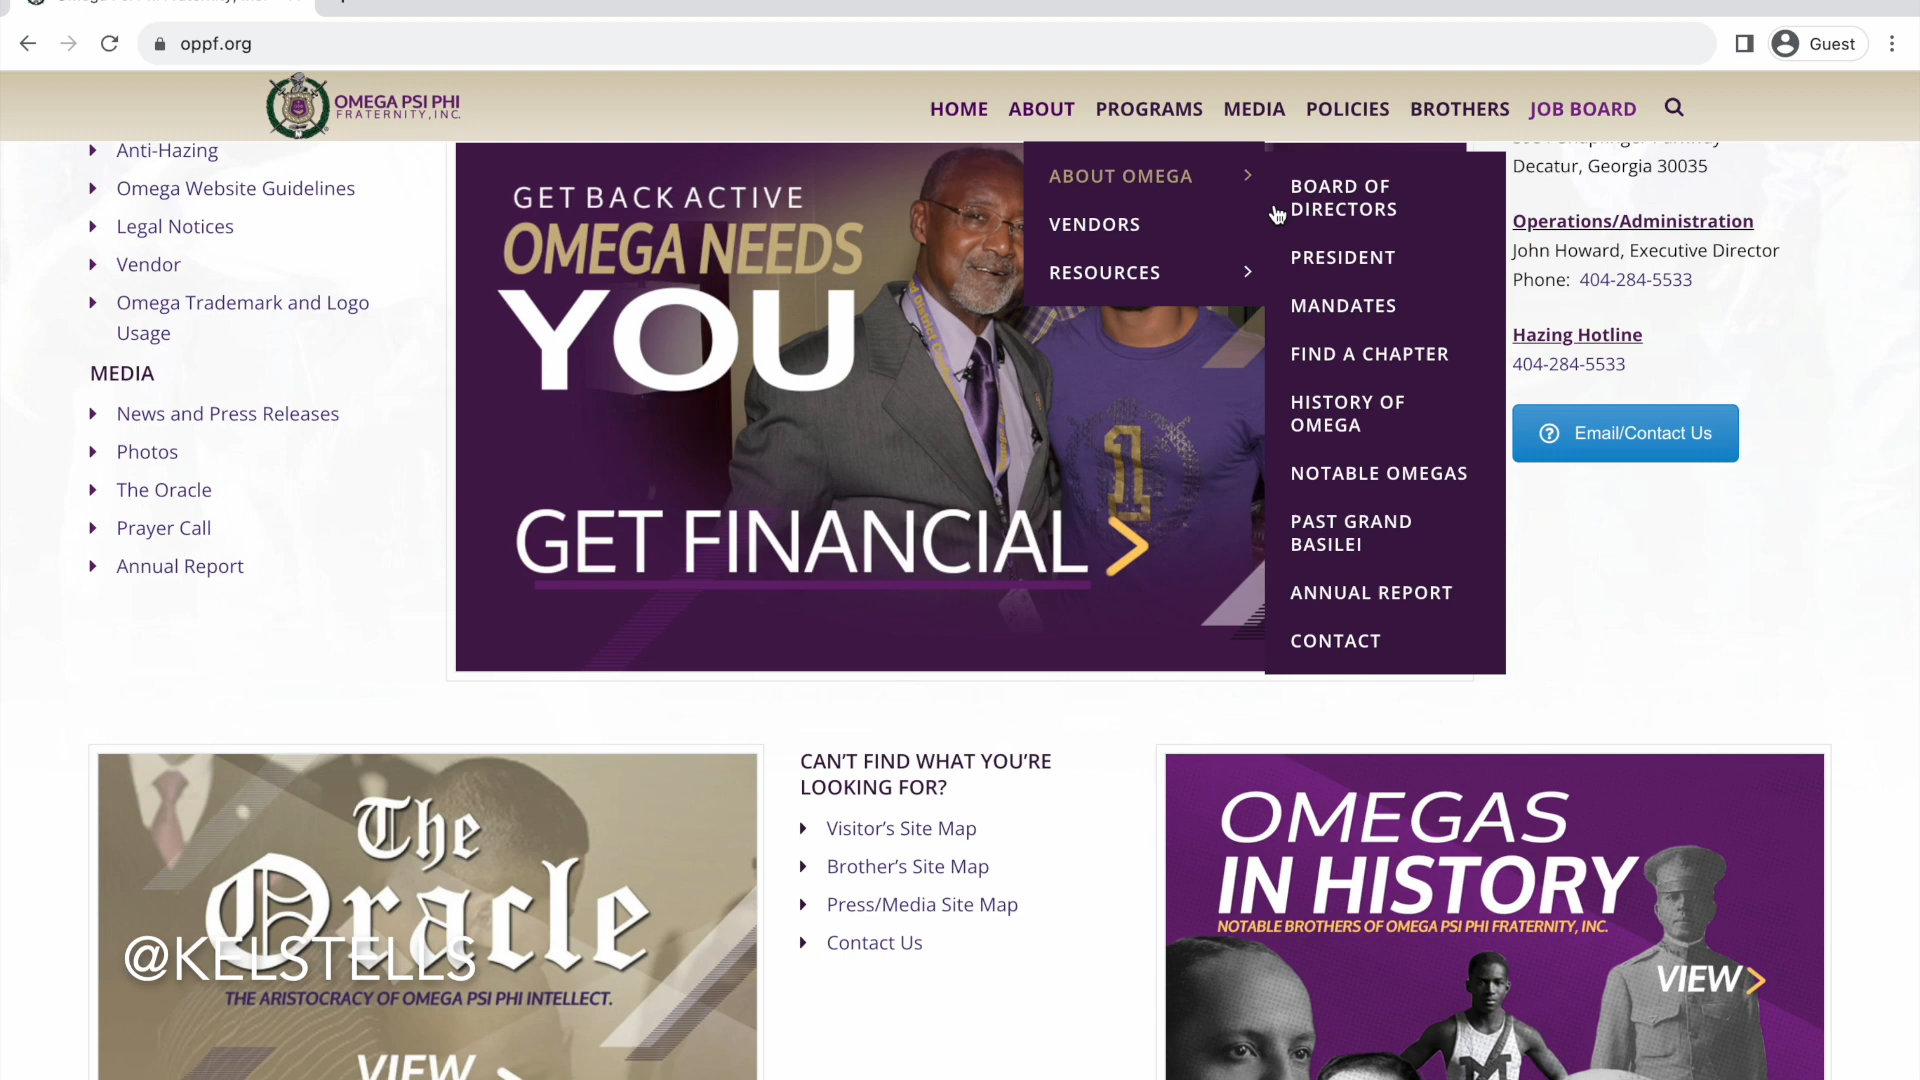 oppf.org
Guest
OMEGA PSI PHI
FRATERNITY, INC.
HOME ABOUT PROGRAMS MEDIA POLICIES BROTHERS JOB BOARD
Anti-Hazing
Omega Website Guidelines
Legal Notices
Vendor
Omega Trademark and Logo
Usage
MEDIA
News and Press Releases
Photos
The Oracle
Prayer Call
Annual Report
GET BACK ACTIVE
OMEGA NEEDS
YOU
GET FINANCIAL
1
ABOUT OMEGA
VENDORS
RESOURCES
BOARD OF
DIRECTORS
PRESIDENT
MANDATES
FIND A CHAPTER
HISTORY OF
OMEGA
NOTABLE OMEGAS
PAST GRAND
BASILEI
ANNUAL REPORT
CONTACT
Decatur, Georgia 30035
Operations/Administration
John Howard, Executive Director
Phone: 404-284-5533
Hazing Hotline
404-284-5533
Email/Contact Us
The
Oracle
@KELSTELLS
THE ARISTOCRACY OF OMEGA PSI PHI INTELLECT.
VIEW
CAN'T FIND WHAT YOU'RE
LOOKING FOR?
Visitor's Site Map
Brother's Site Map
Press/Media Site Map
Contact Us
OMEGAS
IN HISTORY
NOTABLE BROTHERS OF OMEGA PSI PHI FRATERNITY, INC.
VIEW
M